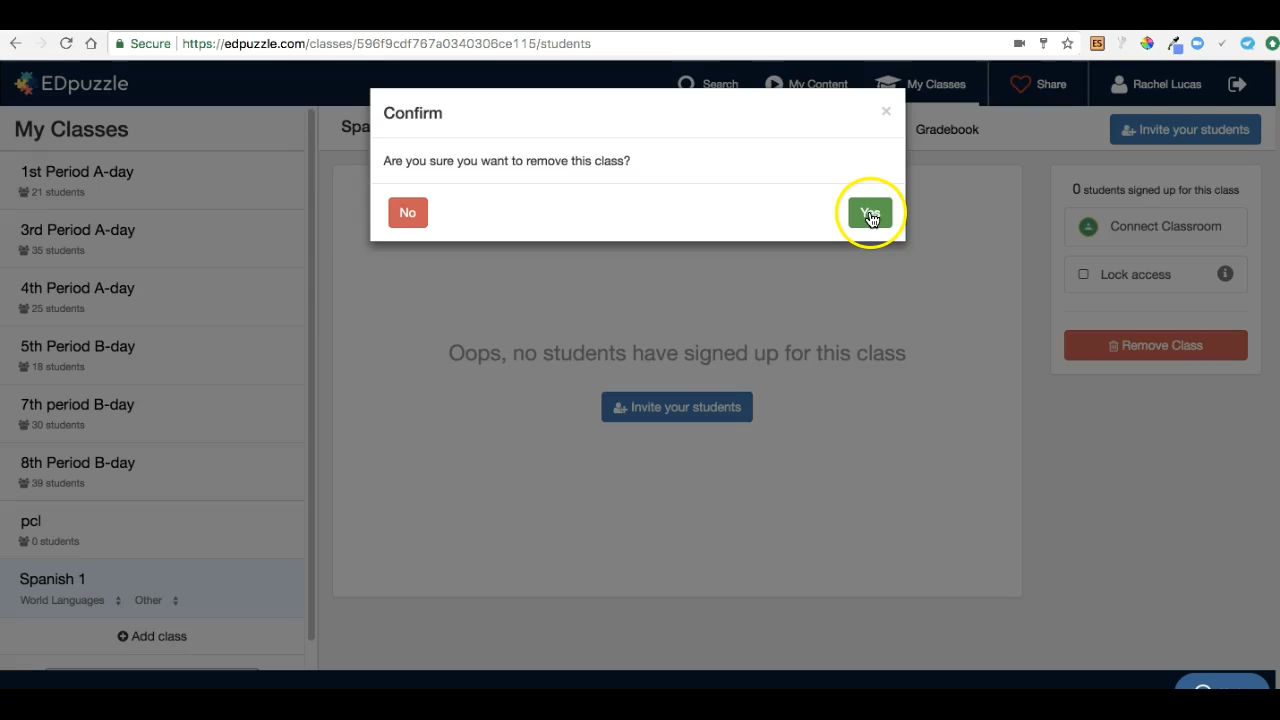 Secure https://edpuzzle.com/classes/596f9cdf767a0340306ce115/students
ES
EDpuzzle
Search
My Content
My Classes
Share
Rachel Lucas
My Classes
1st Period A-day
21 students
3rd Period A-day
35 students
4th Period A-day
25 students
5th Period B-day
18 students
7th period B-day
30 students
8th Period B-day
39 students
pcl
0 students
Spanish 1
World Languages Other
Add class
Gradebook
Invite your students
Confirm
×
Are you sure you want to remove this class?
No
Yes
Oops, no students have signed up for this class
Invite your students
0 students signed up for this class
Connect Classroom
Lock access
Remove Class